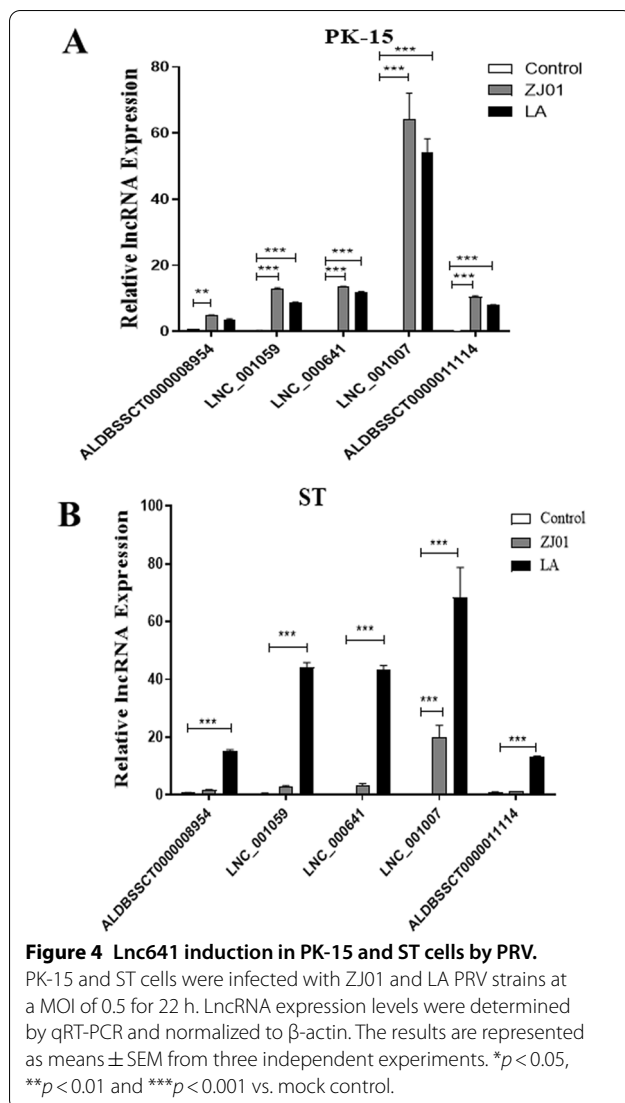 A
PK-15
Relative lncRNA Expression
80
60
40
20
0
Control
ZJ01
LA
**
***
***
***
***
***
***
***
***
ALDBSSCT0000008954
LNC_001059
LNC_000641
LNC_001007
ALDBSSCT0000011114
B
ST
Relative lncRNA Expression
100
80
60
40
20
0
Control
ZJ01
LA
***
***
***
***
***
***
ALDBSSCT0000008954
LNC_001059
LNC_000641
LNC_001007
ALDBSSCT0000011114
Figure 4 Lnc641 induction in PK-15 and ST cells by PRV.
PK-15 and ST cells were infected with ZJ01 and LA PRV strains at
a MOI of 0.5 for 22 h. LncRNA expression levels were determined
by qRT-PCR and normalized to β-actin. The results are represented
as means ± SEM from three independent experiments. *p < 0.05,
**p < 0.01 and ***p < 0.001 vs. mock control.